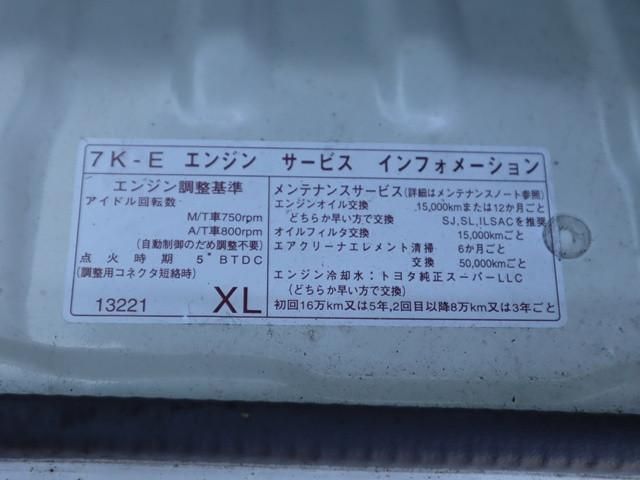 7K-E エンジン サービス インフォメーション
エンジン調整基準
アイドル回転数
M/T車750rpm
A/T車800rpm
(自動制御のため調整不要)
点火時期 5°BTDC
(調整用コネクタ短絡時)
13221 XL
メンテナンスサービス(詳細はメンテナンスノート参照)
エンジンオイル交換 15,000kmまたは12か月ごと
どちらか早い方で交換 SJ,SL,ILSACを推奨
オイルフィルタ交換 15,000kmごと
エアクリーナエレメント清掃 6か月ごと
交換 50,000kmごと
エンジン冷却水:トヨタ純正スーパーLLC
(どちらか早い方で交換)
初回16万km又は5年,2回目以降8万km又は3年ごと